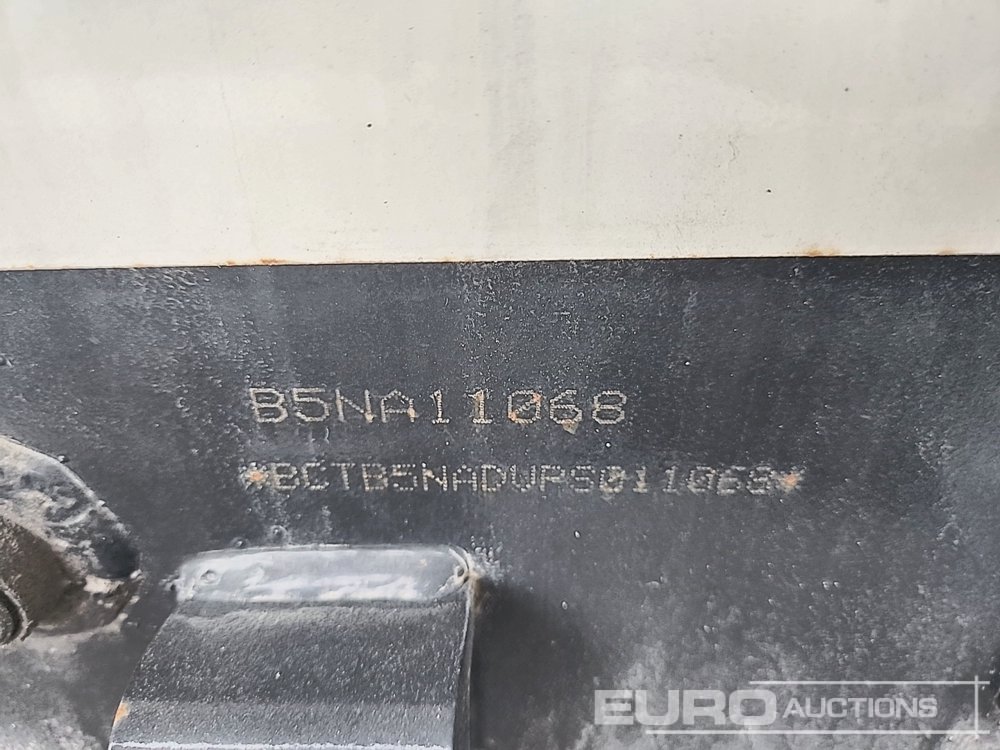 B5NA11068
*BCTB5NADVPS011068*
EURO AUCTIONS